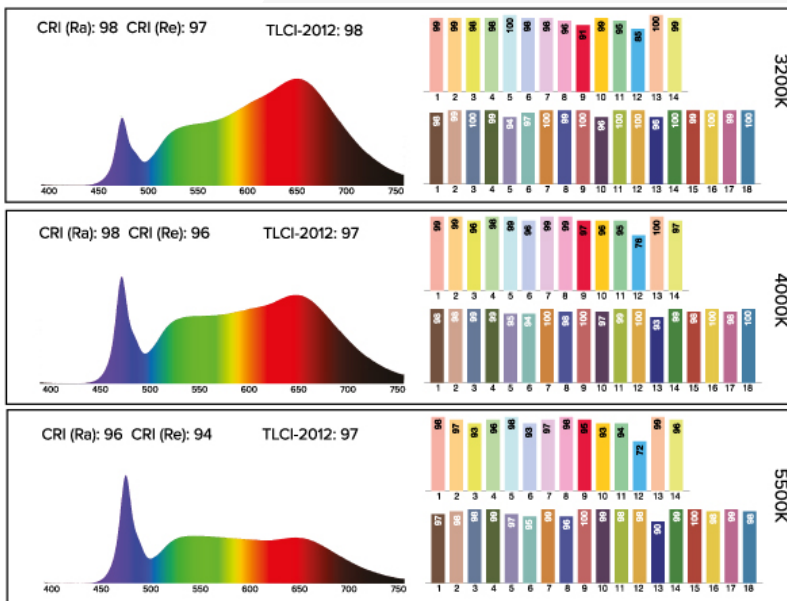 CRI (Ra): 98 CRI (Re): 97 TLCI-2012: 98
99 99 98 98 100 98 98 96 91 99 95 85 100 99
1 2 3 4 5 6 7 8 9 10 11 12 13 14
98 99 100 99 94 97 100 99 100 96 100 100 96 100 99 100 99 100
1 2 3 4 5 6 7 8 9 10 11 12 13 14 15 16 17 18
400 450 500 550 600 650 700 750
3200K
CRI (Ra): 98 CRI (Re): 96 TLCI-2012: 97
99 99 96 98 99 96 99 99 97 96 95 76 100 97
1 2 3 4 5 6 7 8 9 10 11 12 13 14
98 98 99 99 95 94 100 98 100 97 99 100 93 99 98 100 98 100
1 2 3 4 5 6 7 8 9 10 11 12 13 14 15 16 17 18
400 450 500 550 600 650 700 750
4000K
CRI (Ra): 96 CRI (Re): 94 TLCI-2012: 97
98 97 93 96 98 93 97 98 95 93 94 72 99 96
1 2 3 4 5 6 7 8 9 10 11 12 13 14
97 98 98 99 97 95 99 96 100 99 98 98 90 99 100 98 99 98
1 2 3 4 5 6 7 8 9 10 11 12 13 14 15 16 17 18
400 450 500 550 600 650 700 750
5500K